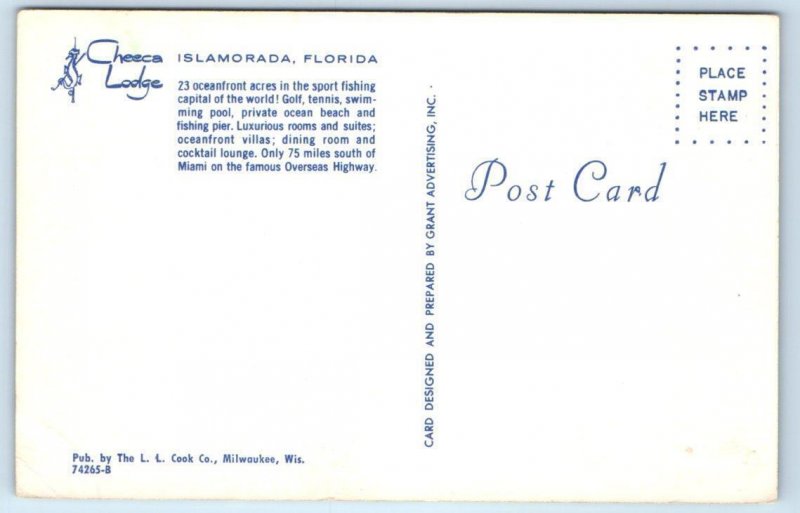 Cheeca
Lodge
ISLAMORADA, FLORIDA
23 oceanfront acres in the sport fishing
capital of the world! Golf, tennis, swim-
ming pool, private ocean beach and
fishing pier. Luxurious rooms and suites;
oceanfront villas; dining room and
cocktail lounge. Only 75 miles south of
Miami on the famous Overseas Highway.
Pub. by The L. L. Cook Co., Milwaukee, Wis.
74265-B
CARD DESIGNED AND PREPARED BY GRANT ADVERTISING, INC.
Post Card
PLACE
STAMP
HERE